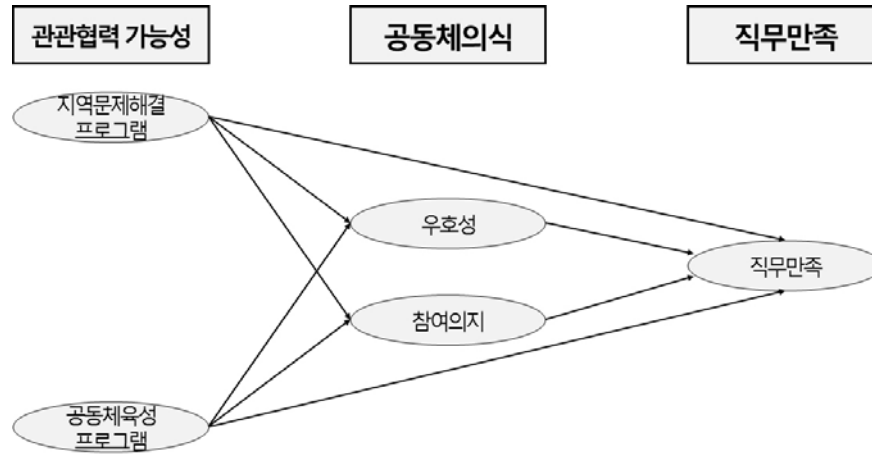 관관협력 가능성
공동체의식
직무만족
지역문제해결
프로그램
우호성
직무만족
참여의지
공동체육성
프로그램